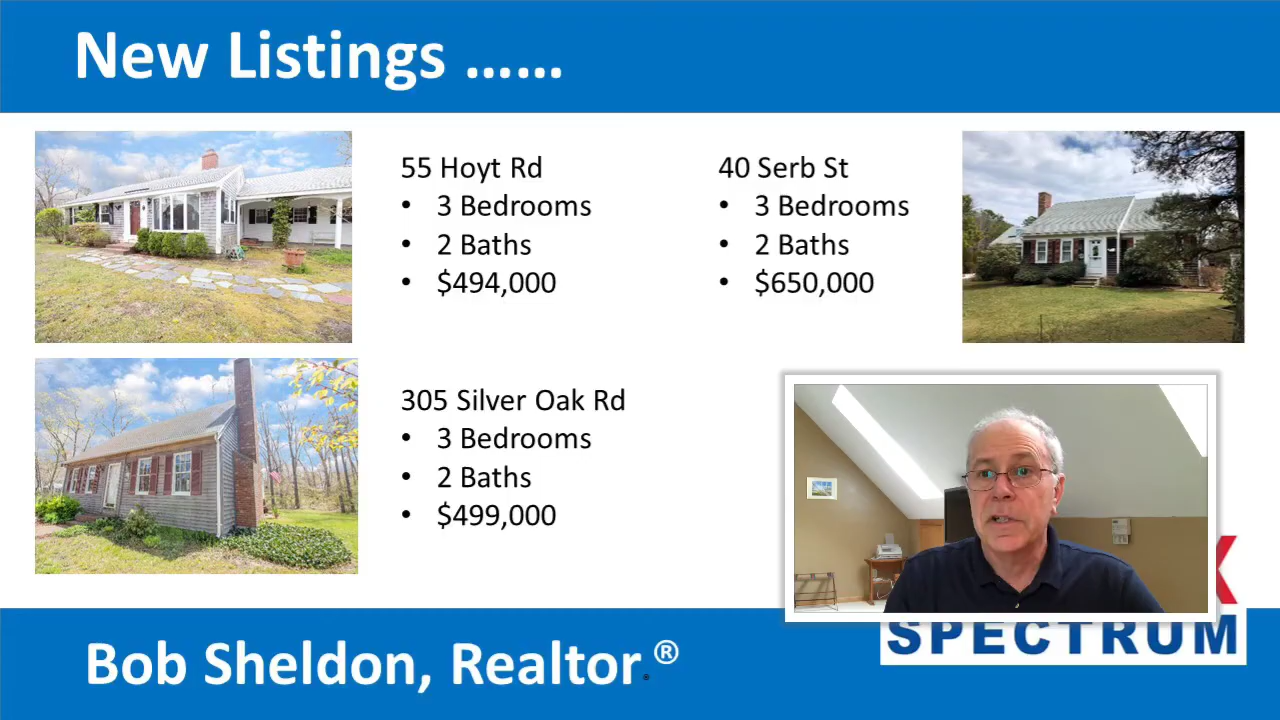 New Listings ......
55 Hoyt Rd
• 3 Bedrooms
• 2 Baths
• $494,000
40 Serb St
• 3 Bedrooms
• 2 Baths
• $650,000
305 Silver Oak Rd
• 3 Bedrooms
• 2 Baths
• $499,000
X
SPECTRUM
Bob Sheldon, Realtor.®